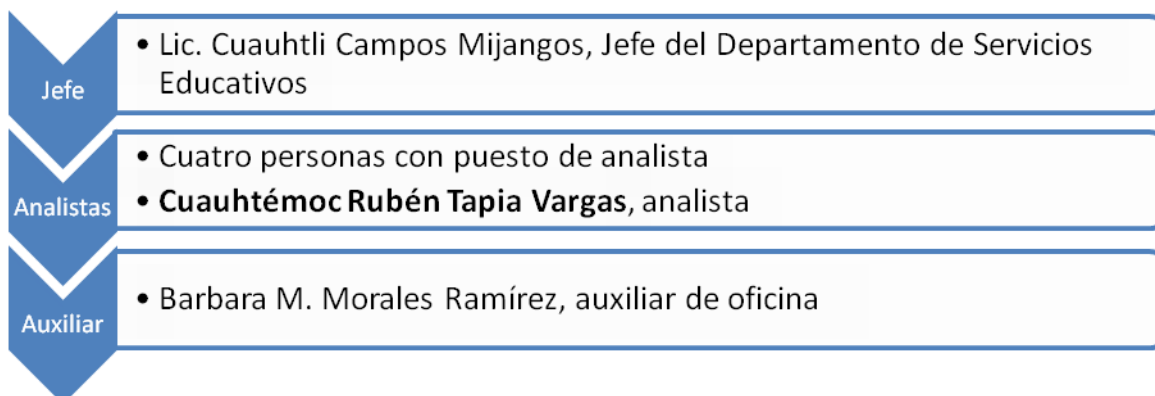 Jefe
• Lic. Cuauhtli Campos Mijangos, Jefe del Departamento de Servicios
Educativos
Analistas
• Cuatro personas con puesto de analista
• Cuauhtémoc Rubén Tapia Vargas, analista
Auxiliar
• Barbara M. Morales Ramírez, auxiliar de oficina